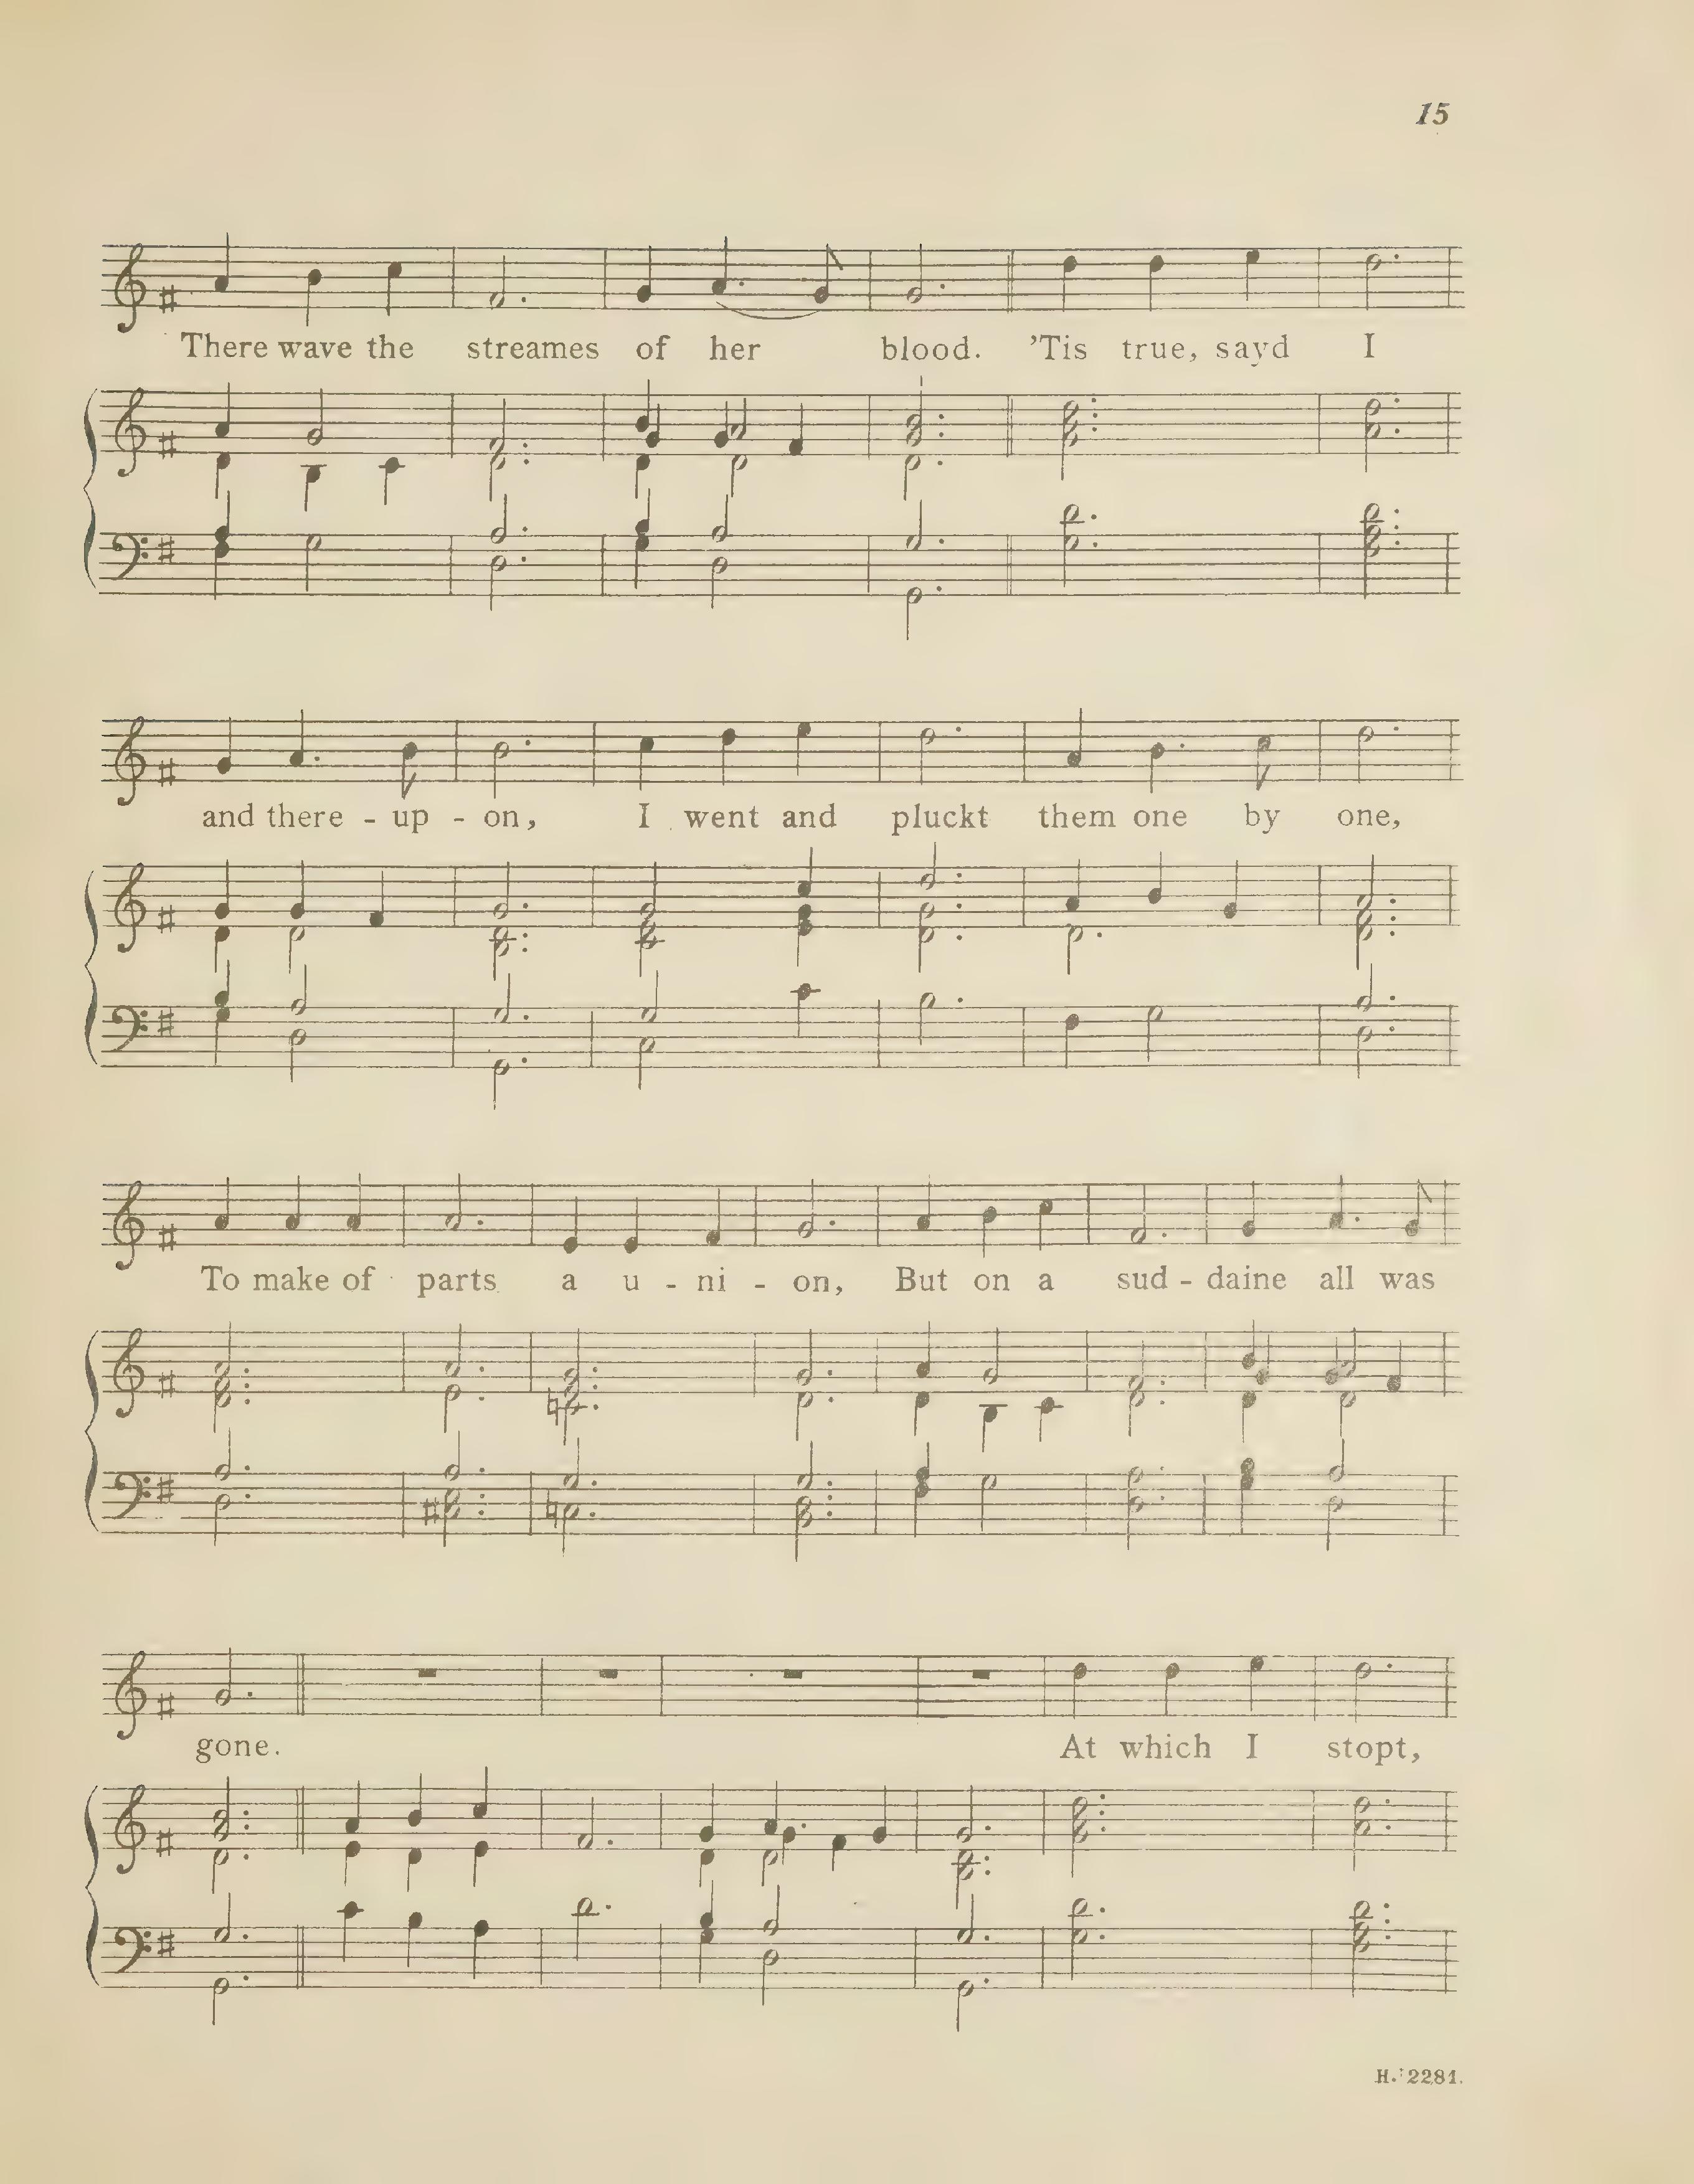 15
There wave the streames of her blood. ’Tis true, sayd I
and there - up - on, I went and pluckt them one by one,
To make of parts a u - ni - on, But on a sud - daine all was
gone. At which I stopt,
H. 2281.